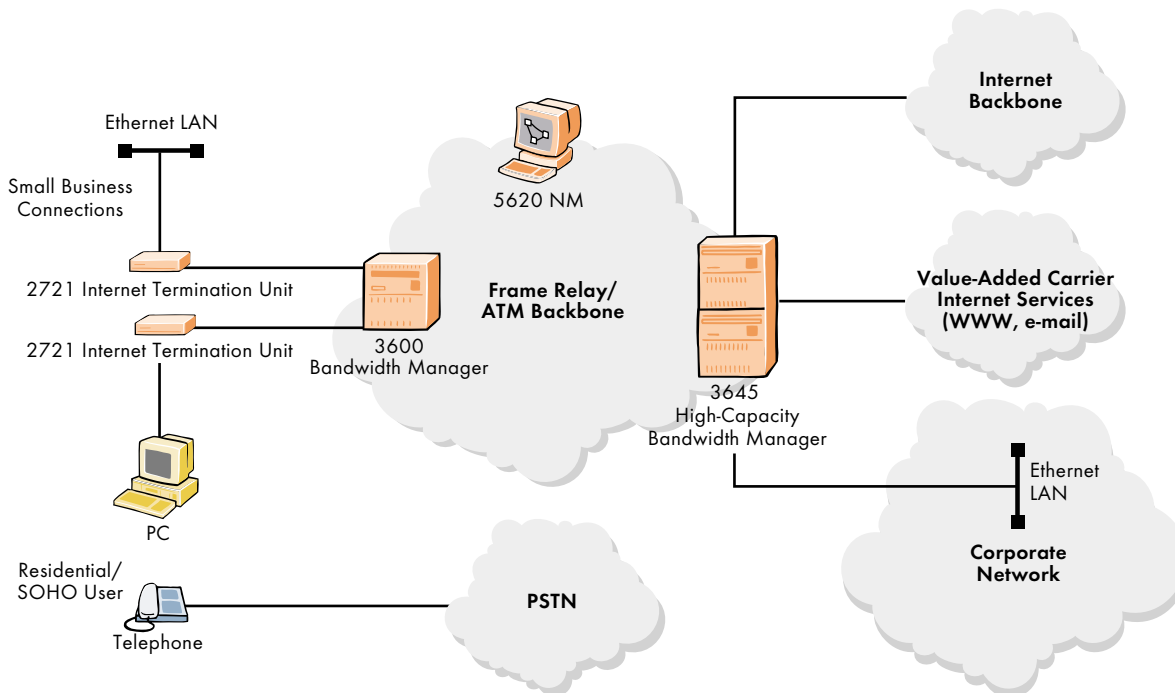 Ethernet LAN
Small Business
Connections
2721 Internet Termination Unit
2721 Internet Termination Unit
PC
Residential/
SOHO User
Telephone
PSTN
5620 NM
Frame Relay/
ATM Backbone
3600
Bandwidth Manager
3645
High-Capacity
Bandwidth Manager
Internet
Backbone
Value-Added Carrier
Internet Services
(WWW, e-mail)
Ethernet
LAN
Corporate
Network